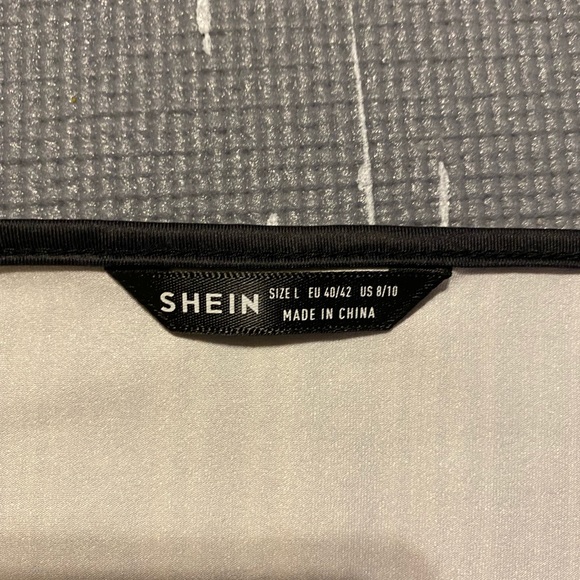 SHEIN SIZE L EU 40/42 US 8/10
MADE IN CHINA